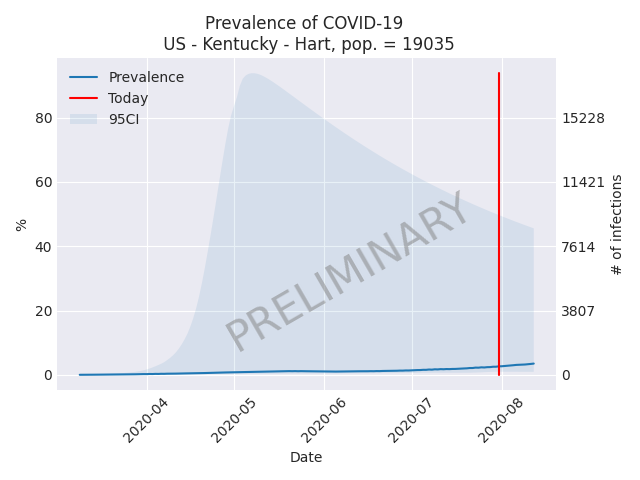 Prevalence of COVID-19
US - Kentucky - Hart, pop. = 19035
Prevalence
Today
95CI
80
60
40
20
0
%
15228
11421
7614
3807
0
# of infections
PRELIMINARY
2020-04
2020-05
2020-06
2020-07
2020-08
Date